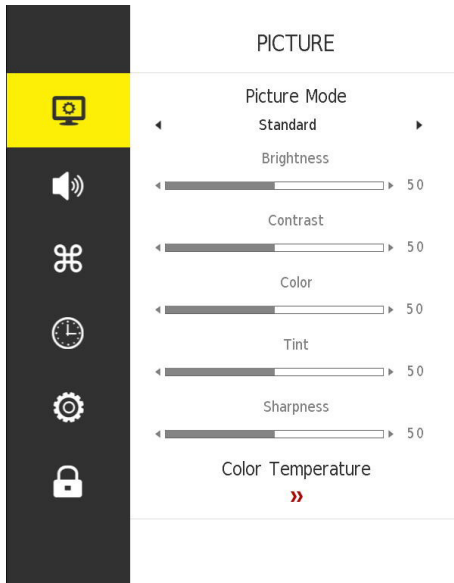 PICTURE
Picture Mode
Standard
Brightness
50
Contrast
50
Color
50
Tint
50
Sharpness
50
Color Temperature